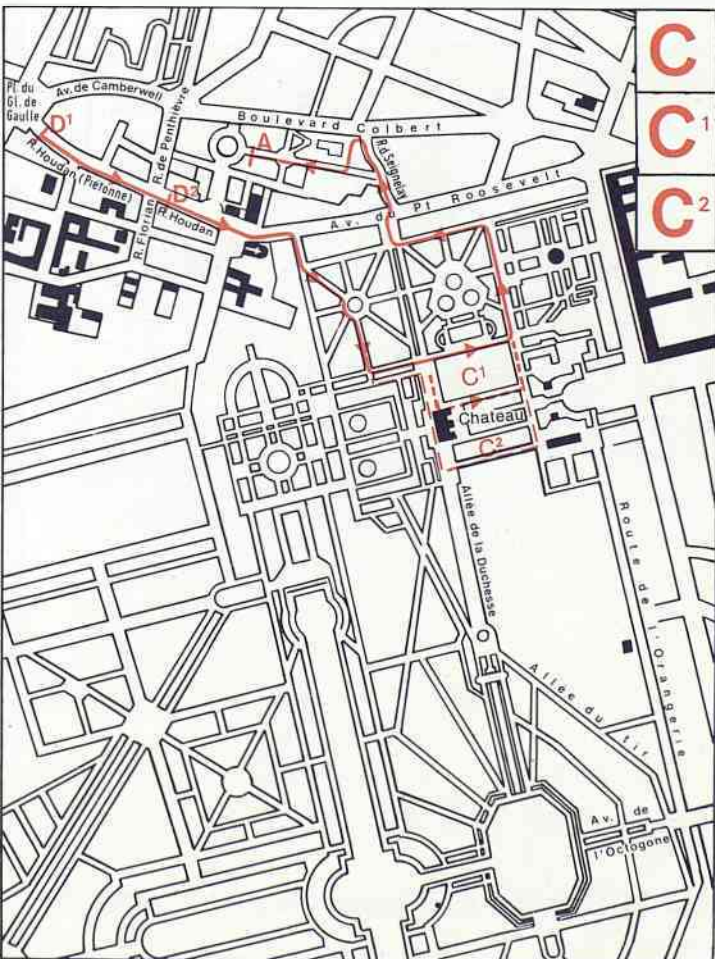 C
C1
C2
Pl. du
Gl. de
Gaulle
Av. de Camberwell
D1
R. Houdan (Piétonne)
R. de Penthièvre
Boulevard Colbert
A
R.d.Seignelay
D2
R. Houdan
R. Florian
Av. du Pt Roosevelt
C1
Chateau
C2
Allée de la Duchesse
Route de l'Orangerie
Allée du Tir
Av. de
l'Octogone